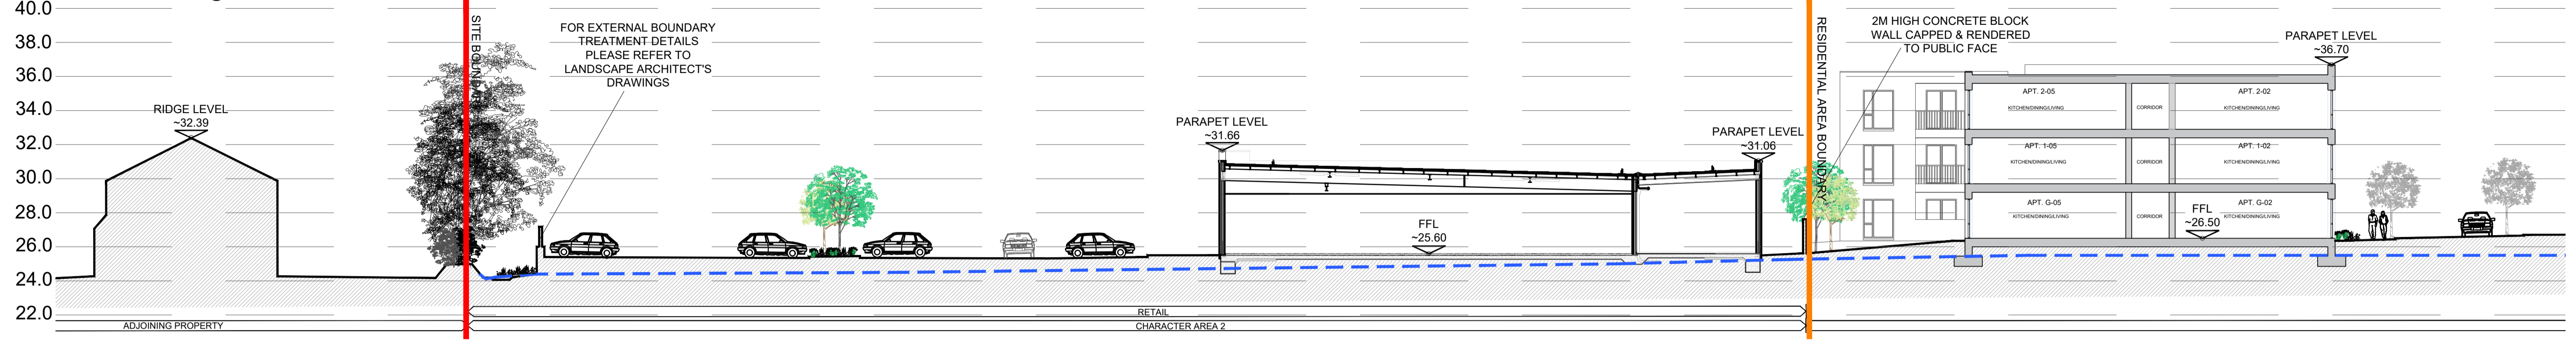 40.0
38.0
36.0
34.0
32.0
30.0
28.0
26.0
24.0
22.0
RIDGE LEVEL
~32.39
SITE BOUNDARY
FOR EXTERNAL BOUNDARY
TREATMENT DETAILS
PLEASE REFER TO
LANDSCAPE ARCHITECT'S
DRAWINGS
PARAPET LEVEL
~31.66
FFL
~25.60
PARAPET LEVEL
~31.06
RESIDENTIAL AREA BOUNDARY
2M HIGH CONCRETE BLOCK
WALL CAPPED & RENDERED
TO PUBLIC FACE
PARAPET LEVEL
~36.70
APT. 2-05
KITCHEN/DINING/LIVING
CORRIDOR
APT. 2-02
KITCHEN/DINING/LIVING
APT. 1-05
KITCHEN/DINING/LIVING
CORRIDOR
APT. 1-02
KITCHEN/DINING/LIVING
APT. G-05
KITCHEN/DINING/LIVING
CORRIDOR
APT. G-02
KITCHEN/DINING/LIVING
FFL
~26.50
RETAIL
ADJOINING PROPERTY
CHARACTER AREA 2